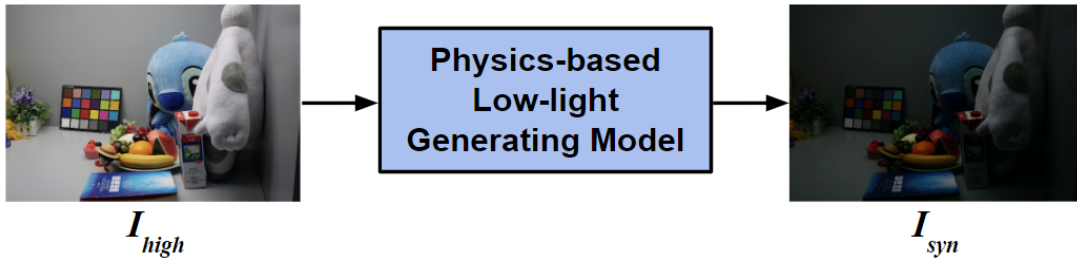 Physics-based
Low-light
Generating Model
I_high
I_syn